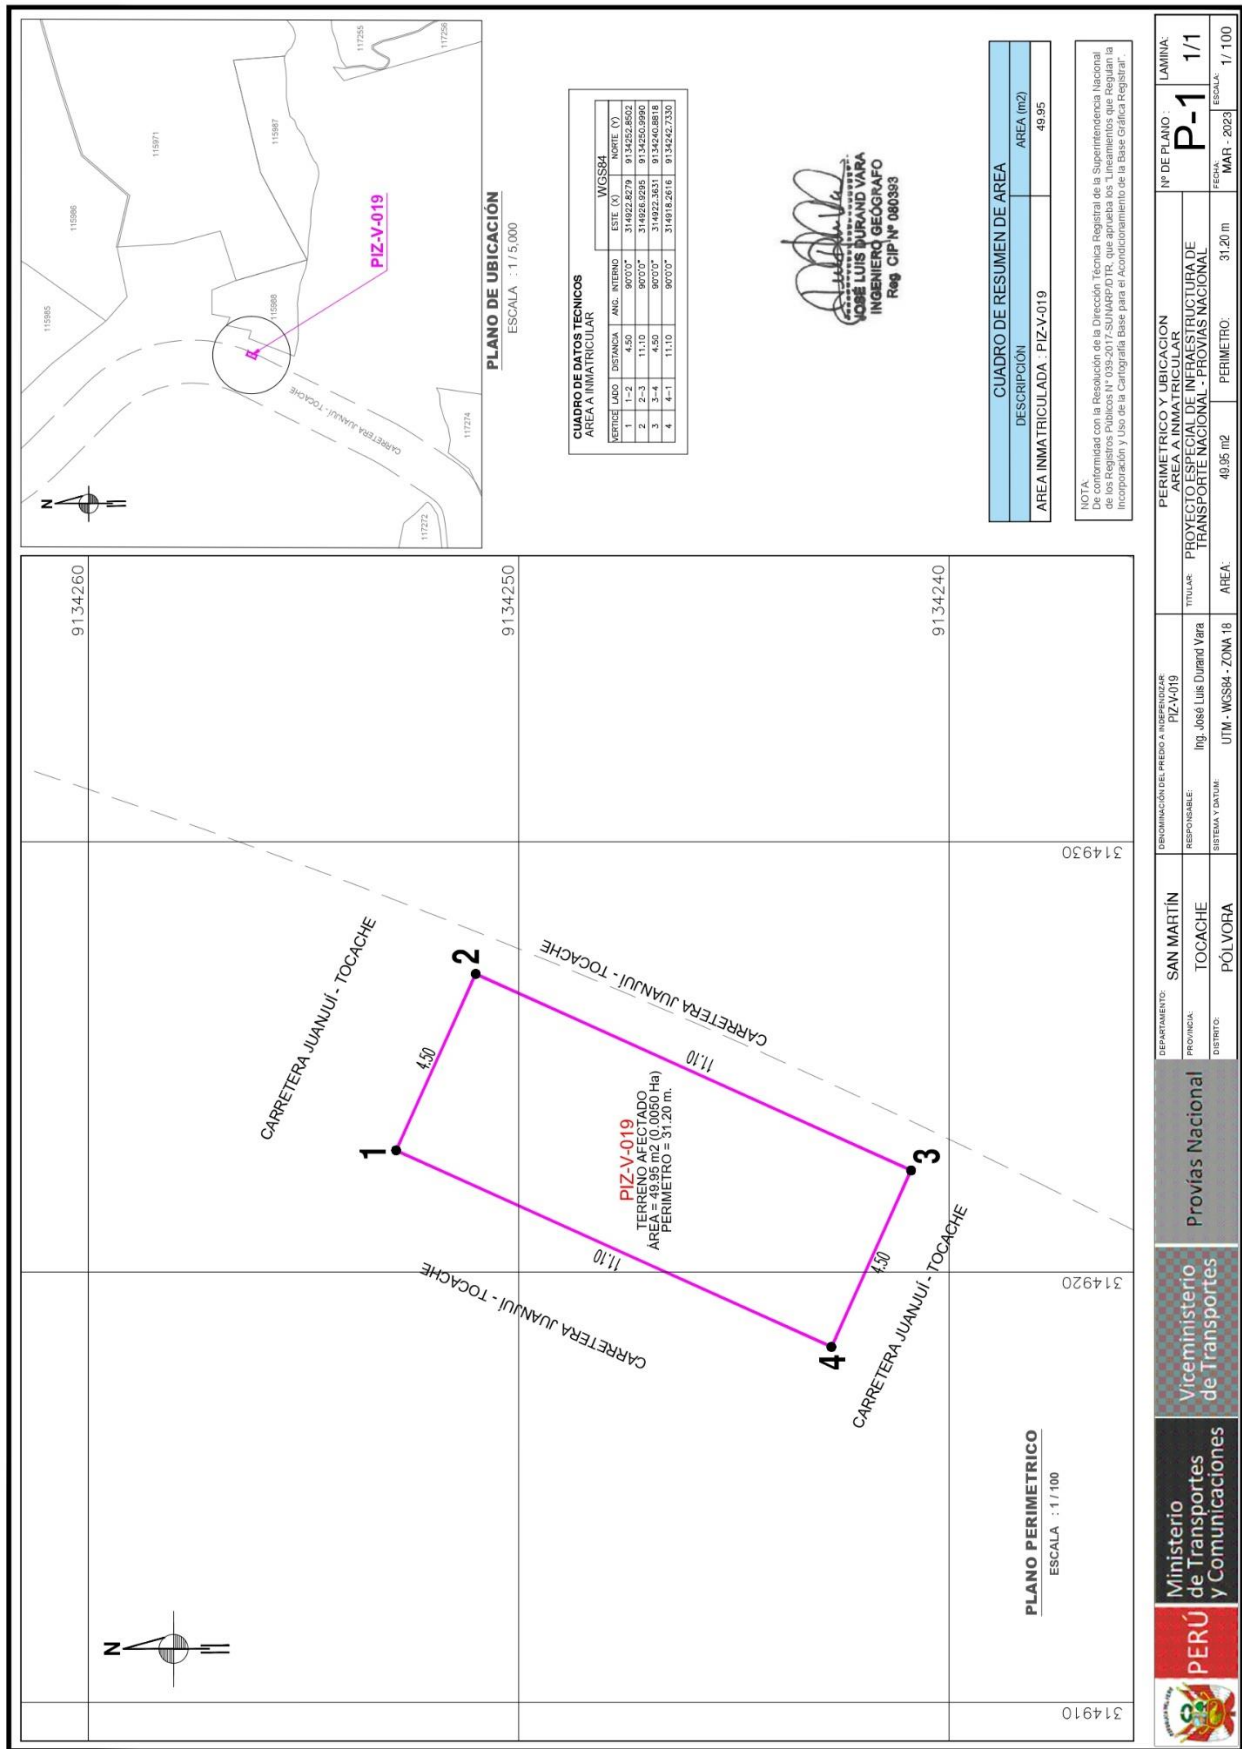 N
9134260
9134250
9134240
314910
314920
314930
CARRETERA JUANJUÍ - TOCACHE
CARRETERA JUANJUÍ - TOCACHE
CARRETERA JUANJUÍ - TOCACHE
CARRETERA JUANJUÍ - TOCACHE
1
2
3
4
4.50
11.10
4.50
11.10
PIZ-V-019
TERRENO AFECTADO
ÁREA = 49.95 m2 (0.0050 Ha)
PERIMETRO = 31.20 m.
PLANO PERIMETRICO
ESCALA : 1 / 100
N
115985
115986
115971
117255
117256
115987
115988
117274
117272
CARRETERA JUANJUÍ - TOCACHE
PIZ-V-019
PLANO DE UBICACIÓN
ESCALA : 1 / 5,000
CUADRO DE DATOS TECNICOS
AREA A INMATRICULAR
WGS84
VERTICE LADO DISTANCIA ANG. INTERNO ESTE (X) NORTE (Y)
1 1-2 4.50 90°0'0" 314922.8279 9134252.8502
2 2-3 11.10 90°0'0" 314926.9295 9134250.9990
3 3-4 4.50 90°0'0" 314922.3631 9134240.8818
4 4-1 11.10 90°0'0" 314918.2616 9134242.7330
JOSÉ LUIS DURAND VARA
INGENIERO GEÓGRAFO
Reg. CIP Nº 080393
CUADRO DE RESUMEN DE AREA
DESCRIPCIÓN AREA (m2)
AREA INMATRICULADA : PIZ-V-019 49.95
NOTA:
De conformidad con la Resolución de la Dirección Técnica Registral de la Superintendencia Nacional
de los Registros Públicos N° 039-2017-SUNARP/DTR, que aprueba los "Lineamientos que Regulan la
Incorporación y Uso de la Cartografía Base para el Acondicionamiento de la Base Gráfica Registral".
PERÚ
Ministerio
de Transportes
y Comunicaciones
Viceministerio
de Transportes
Provías Nacional
DEPARTAMENTO: SAN MARTÍN
PROVINCIA: TOCACHE
DISTRITO: PÓLVORA
DENOMINACIÓN DEL PREDIO A INDEPENDIZAR:
PIZ-V-019
RESPONSABLE: Ing. José Luis Durand Vara
SISTEMA Y DATUM: UTM - WGS84 - ZONA 18
PERIMETRICO Y UBICACION
AREA A INMATRICULAR
TITULAR: PROYECTO ESPECIAL DE INFRAESTRUCTURA DE
TRANSPORTE NACIONAL - PROVIAS NACIONAL
AREA: 49.95 m2 PERIMETRO: 31.20 m
Nº DE PLANO :
P-1
LAMINA:
1/1
FECHA: MAR - 2023
ESCALA: 1/ 100